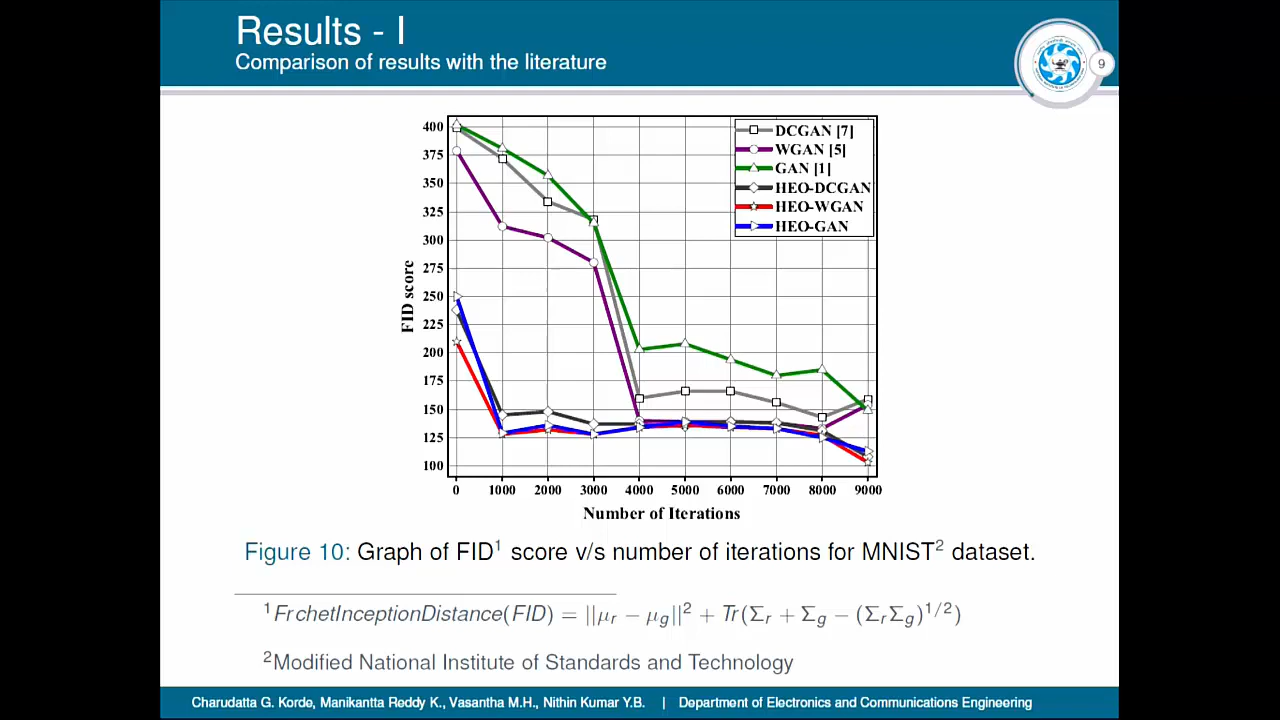 Results - I
Comparison of results with the literature
9
400
375
350
325
300
275
250
225
200
175
150
125
100
FID score
DCGAN [7]
WGAN [5]
GAN [1]
HEO-DCGAN
HEO-WGAN
HEO-GAN
0 1000 2000 3000 4000 5000 6000 7000 8000 9000
Number of Iterations
Figure 10: Graph of FID¹ score v/s number of iterations for MNIST² dataset.
¹FrchetInceptionDistance(FID) = ||μr − μg||² + Tr(Σr + Σg − (ΣrΣg)^1/2)
²Modified National Institute of Standards and Technology
Charudatta G. Korde, Manikantta Reddy K., Vasantha M.H., Nithin Kumar Y.B. | Department of Electronics and Communications Engineering